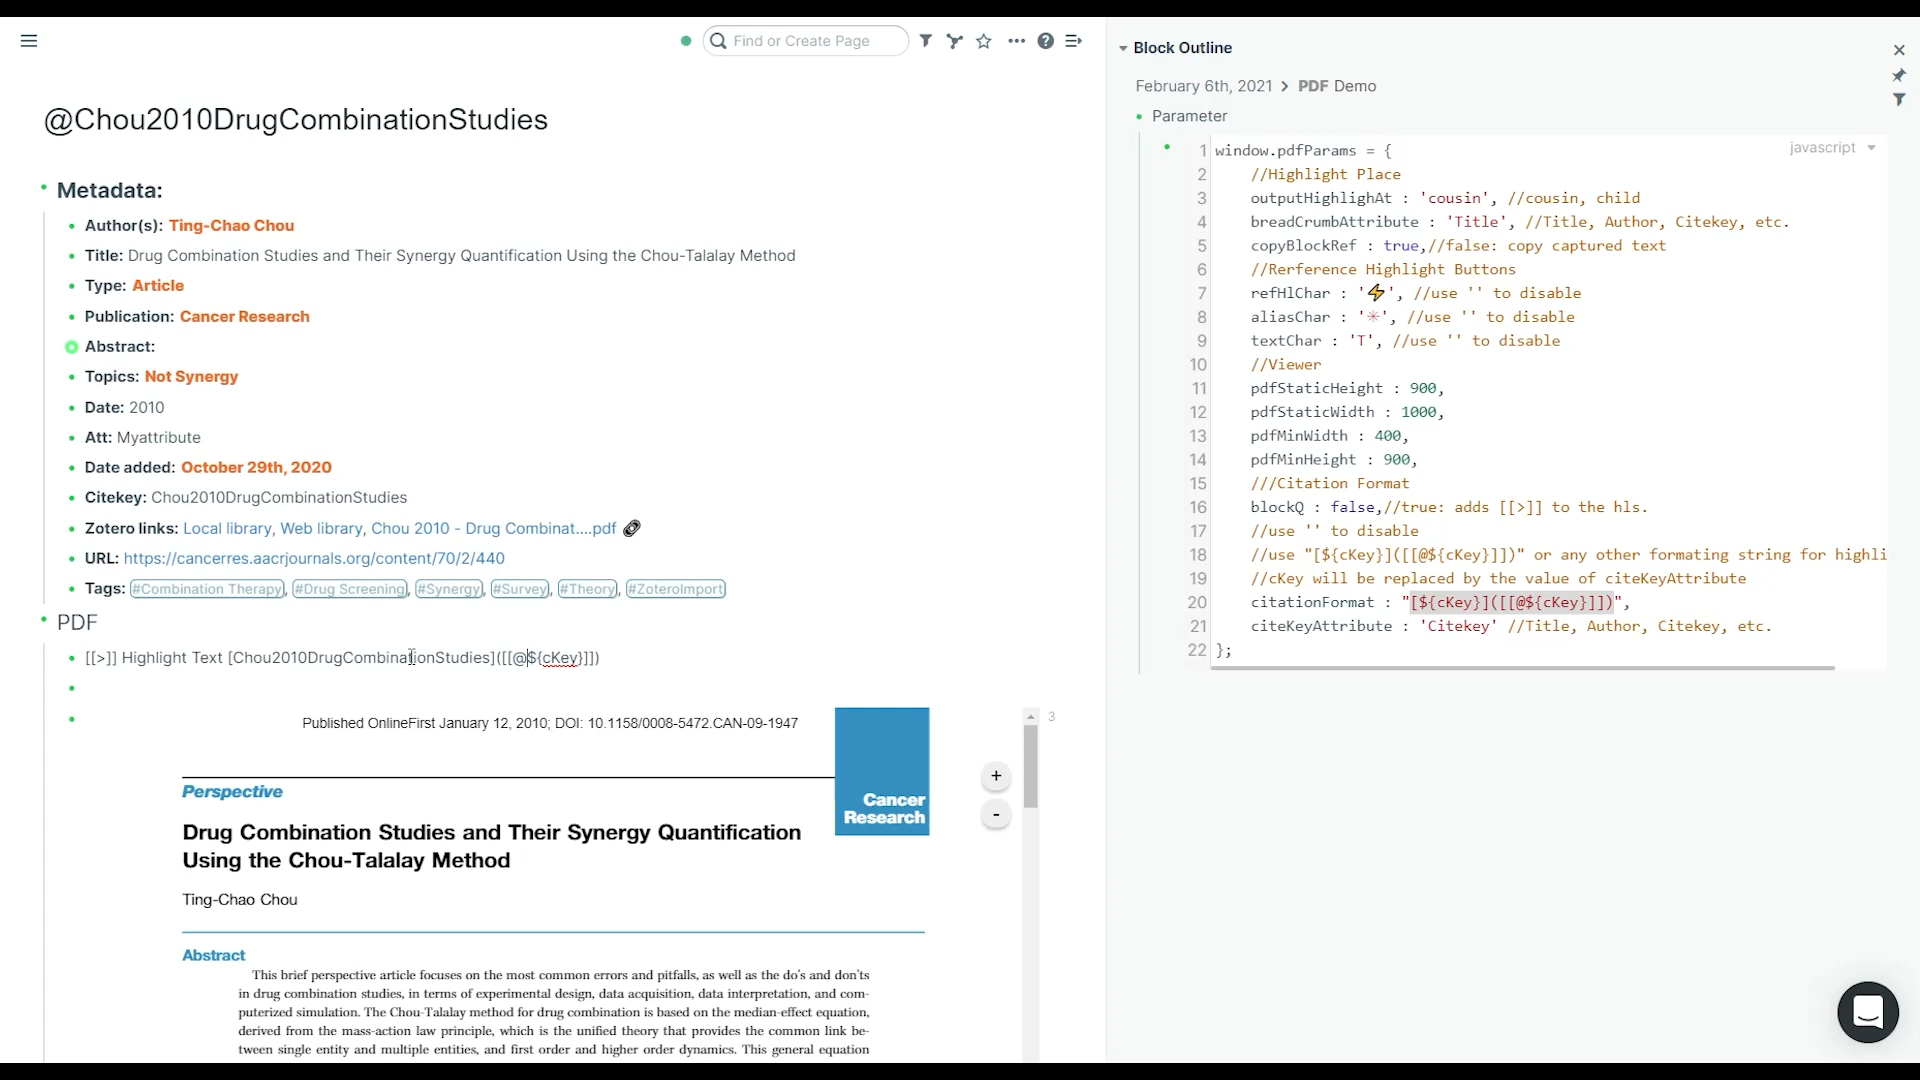 Find or Create Page
@Chou2010DrugCombinationStudies
Metadata:
Author(s): Ting-Chao Chou
Title: Drug Combination Studies and Their Synergy Quantification Using the Chou-Talalay Method
Type: Article
Publication: Cancer Research
Abstract:
Topics: Not Synergy
Date: 2010
Att: Myattribute
Date added: October 29th, 2020
Citekey: Chou2010DrugCombinationStudies
Zotero links: Local library, Web library, Chou 2010 - Drug Combinat....pdf
URL: https://cancerres.aacrjournals.org/content/70/2/440
Tags: #Combination Therapy, #Drug Screening, #Synergy, #Survey, #Theory, #ZoteroImport
PDF
[[>]] Highlight Text [Chou2010DrugCombinationStudies]([[@${cKey}]])
3
Published OnlineFirst January 12, 2010; DOI: 10.1158/0008-5472.CAN-09-1947
Cancer
Research
+
-
Perspective
Drug Combination Studies and Their Synergy Quantification
Using the Chou-Talalay Method
Ting-Chao Chou
Abstract
This brief perspective article focuses on the most common errors and pitfalls, as well as the do's and don'ts
in drug combination studies, in terms of experimental design, data acquisition, data interpretation, and com-
puterized simulation. The Chou-Talalay method for drug combination is based on the median-effect equation,
derived from the mass-action law principle, which is the unified theory that provides the common link be-
tween single entity and multiple entities, and first order and higher order dynamics. This general equation
Block Outline
February 6th, 2021 > PDF Demo
Parameter
javascript
1 window.pdfParams = {
2 //Highlight Place
3 outputHighlighAt : 'cousin', //cousin, child
4 breadCrumbAttribute : 'Title', //Title, Author, Citekey, etc.
5 copyBlockRef : true,//false: copy captured text
6 //Rerference Highlight Buttons
7 refHlChar : '⚡', //use '' to disable
8 aliasChar : '✳', //use '' to disable
9 textChar : 'T', //use '' to disable
10 //Viewer
11 pdfStaticHeight : 900,
12 pdfStaticWidth : 1000,
13 pdfMinWidth : 400,
14 pdfMinHeight : 900,
15 ///Citation Format
16 blockQ : false,//true: adds [[>]] to the hls.
17 //use '' to disable
18 //use "[${cKey}]([[@${cKey}]])" or any other formating string for highli
19 //cKey will be replaced by the value of citeKeyAttribute
20 citationFormat : "[${cKey}]([[@${cKey}]])",
21 citeKeyAttribute : 'Citekey' //Title, Author, Citekey, etc.
22 };